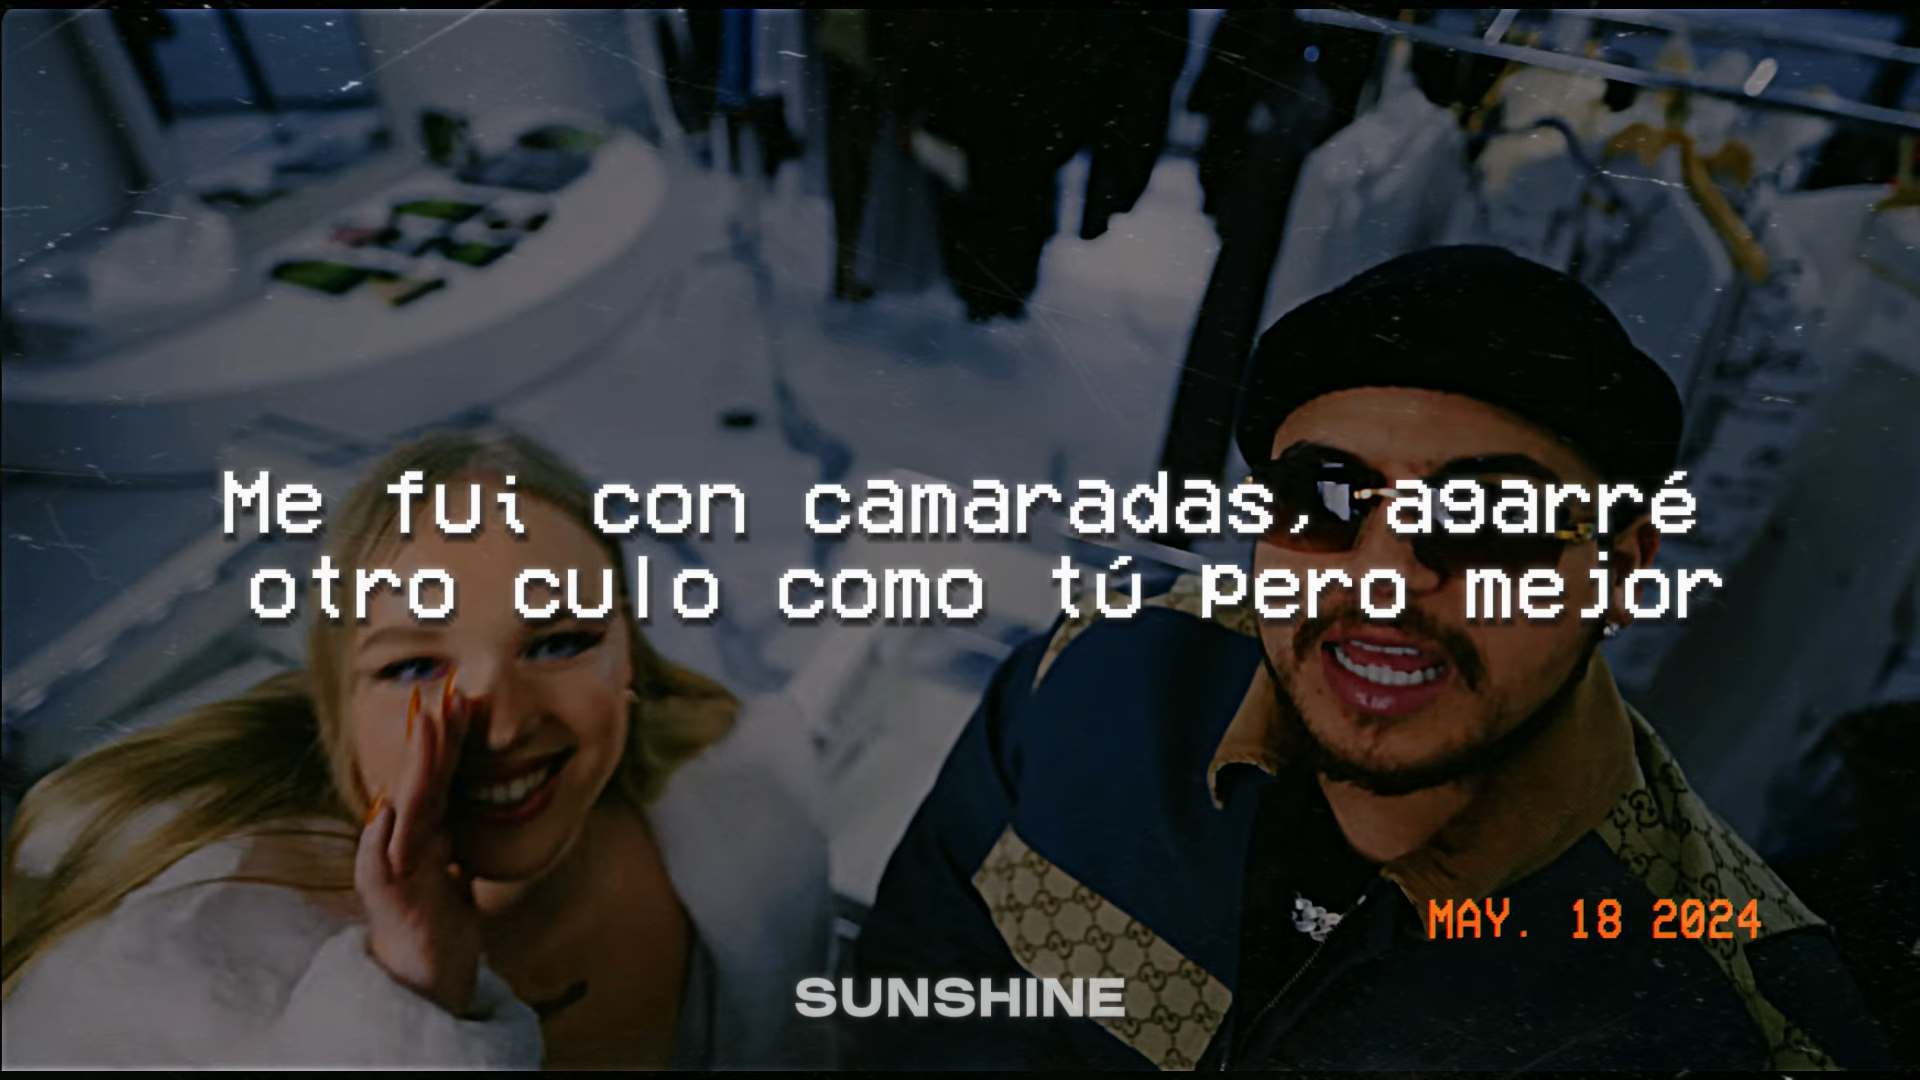 Me fui con camaradas, agarré
otro culo como tú pero mejor
MAY. 18 2024
SUNSHINE